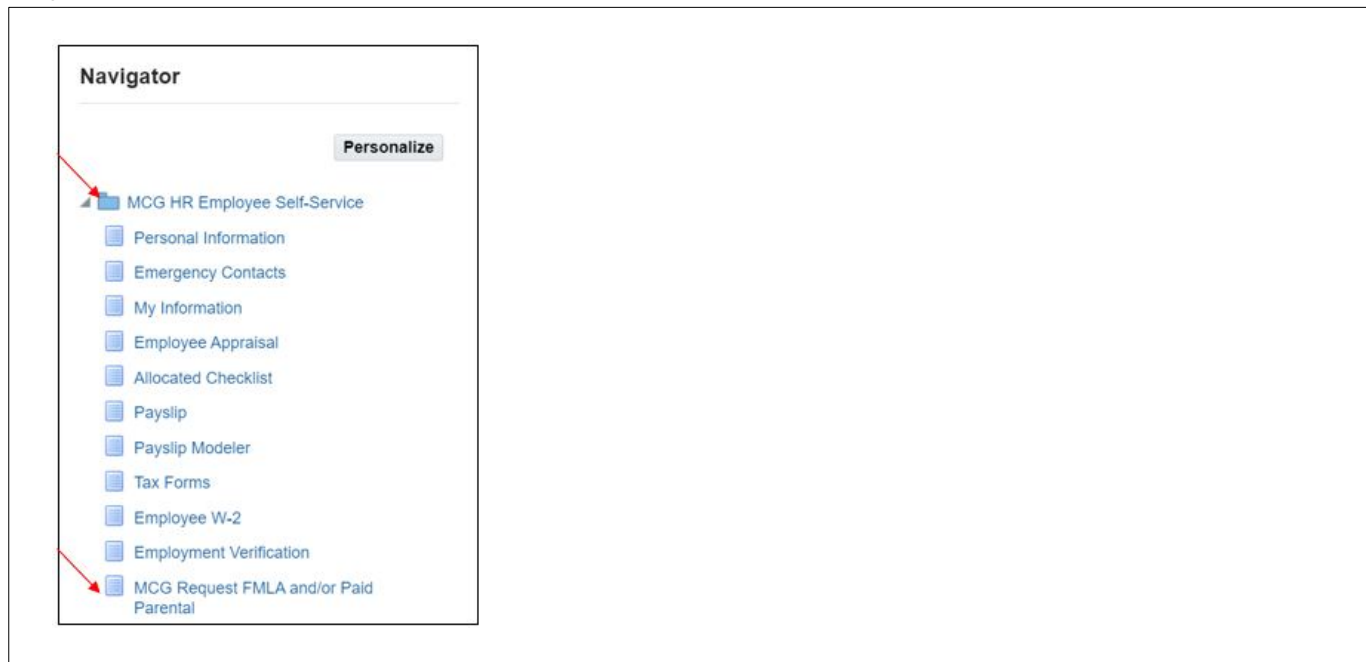 Navigator
Personalize
MCG HR Employee Self-Service
Personal Information
Emergency Contacts
My Information
Employee Appraisal
Allocated Checklist
Payslip
Payslip Modeler
Tax Forms
Employee W-2
Employment Verification
MCG Request FMLA and/or Paid
Parental